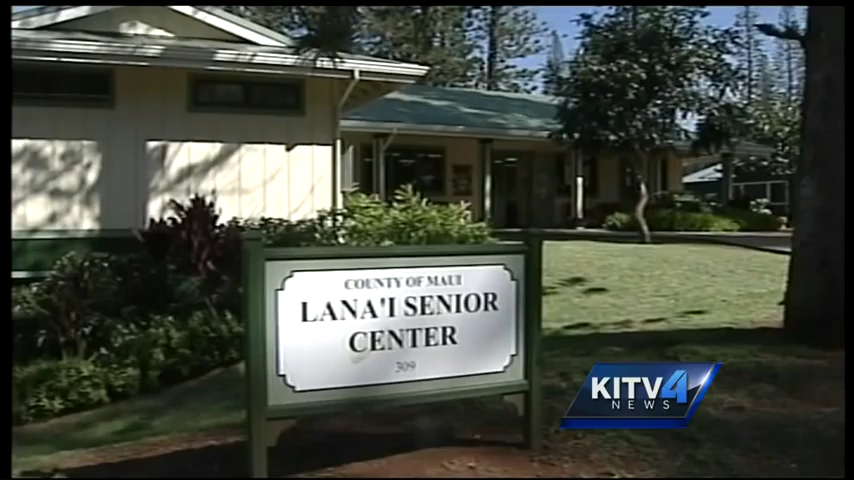 COUNTY OF MAUI
LANA'I SENIOR
CENTER
309
KITV4
NEWS